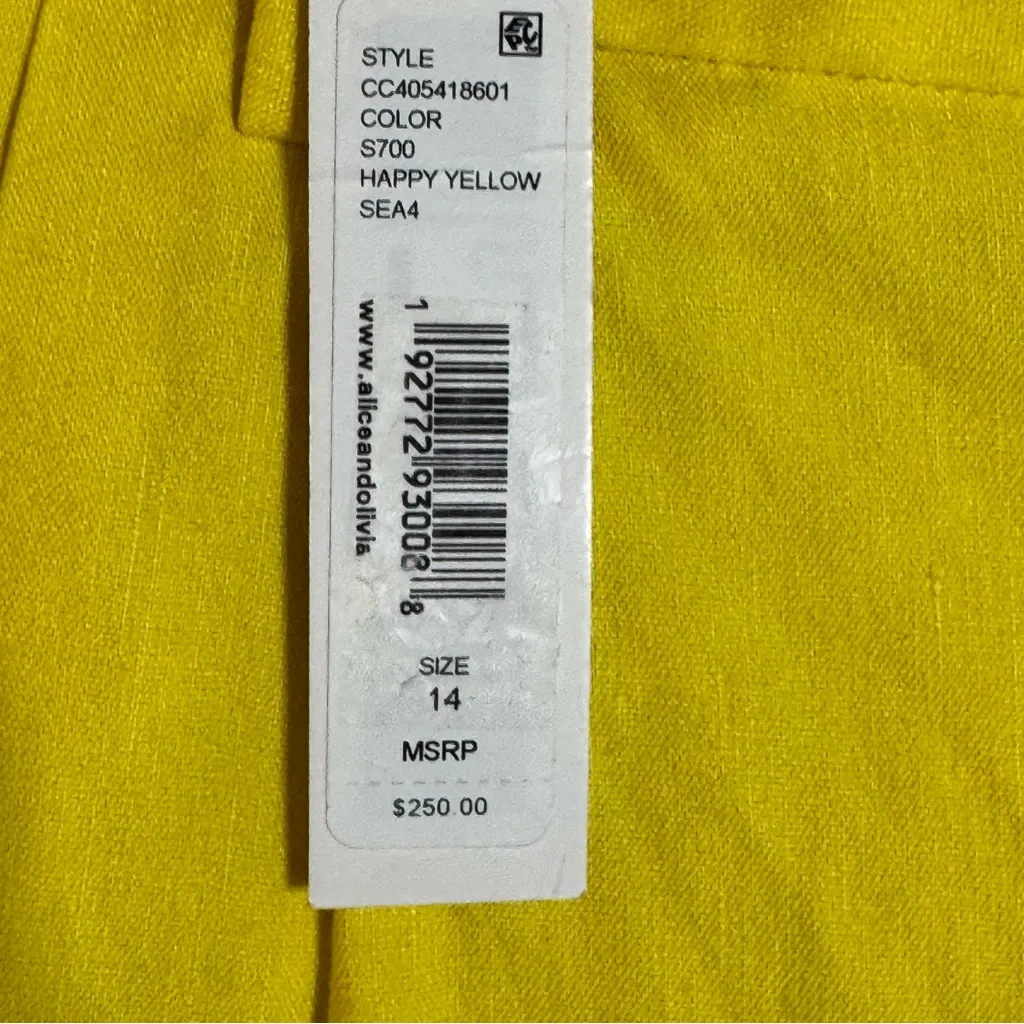 STYLE
CC405418601
COLOR
S700
HAPPY YELLOW
SEA4
www.aliceandolivia
1 92772 93008 8
SIZE
14
MSRP
$250.00